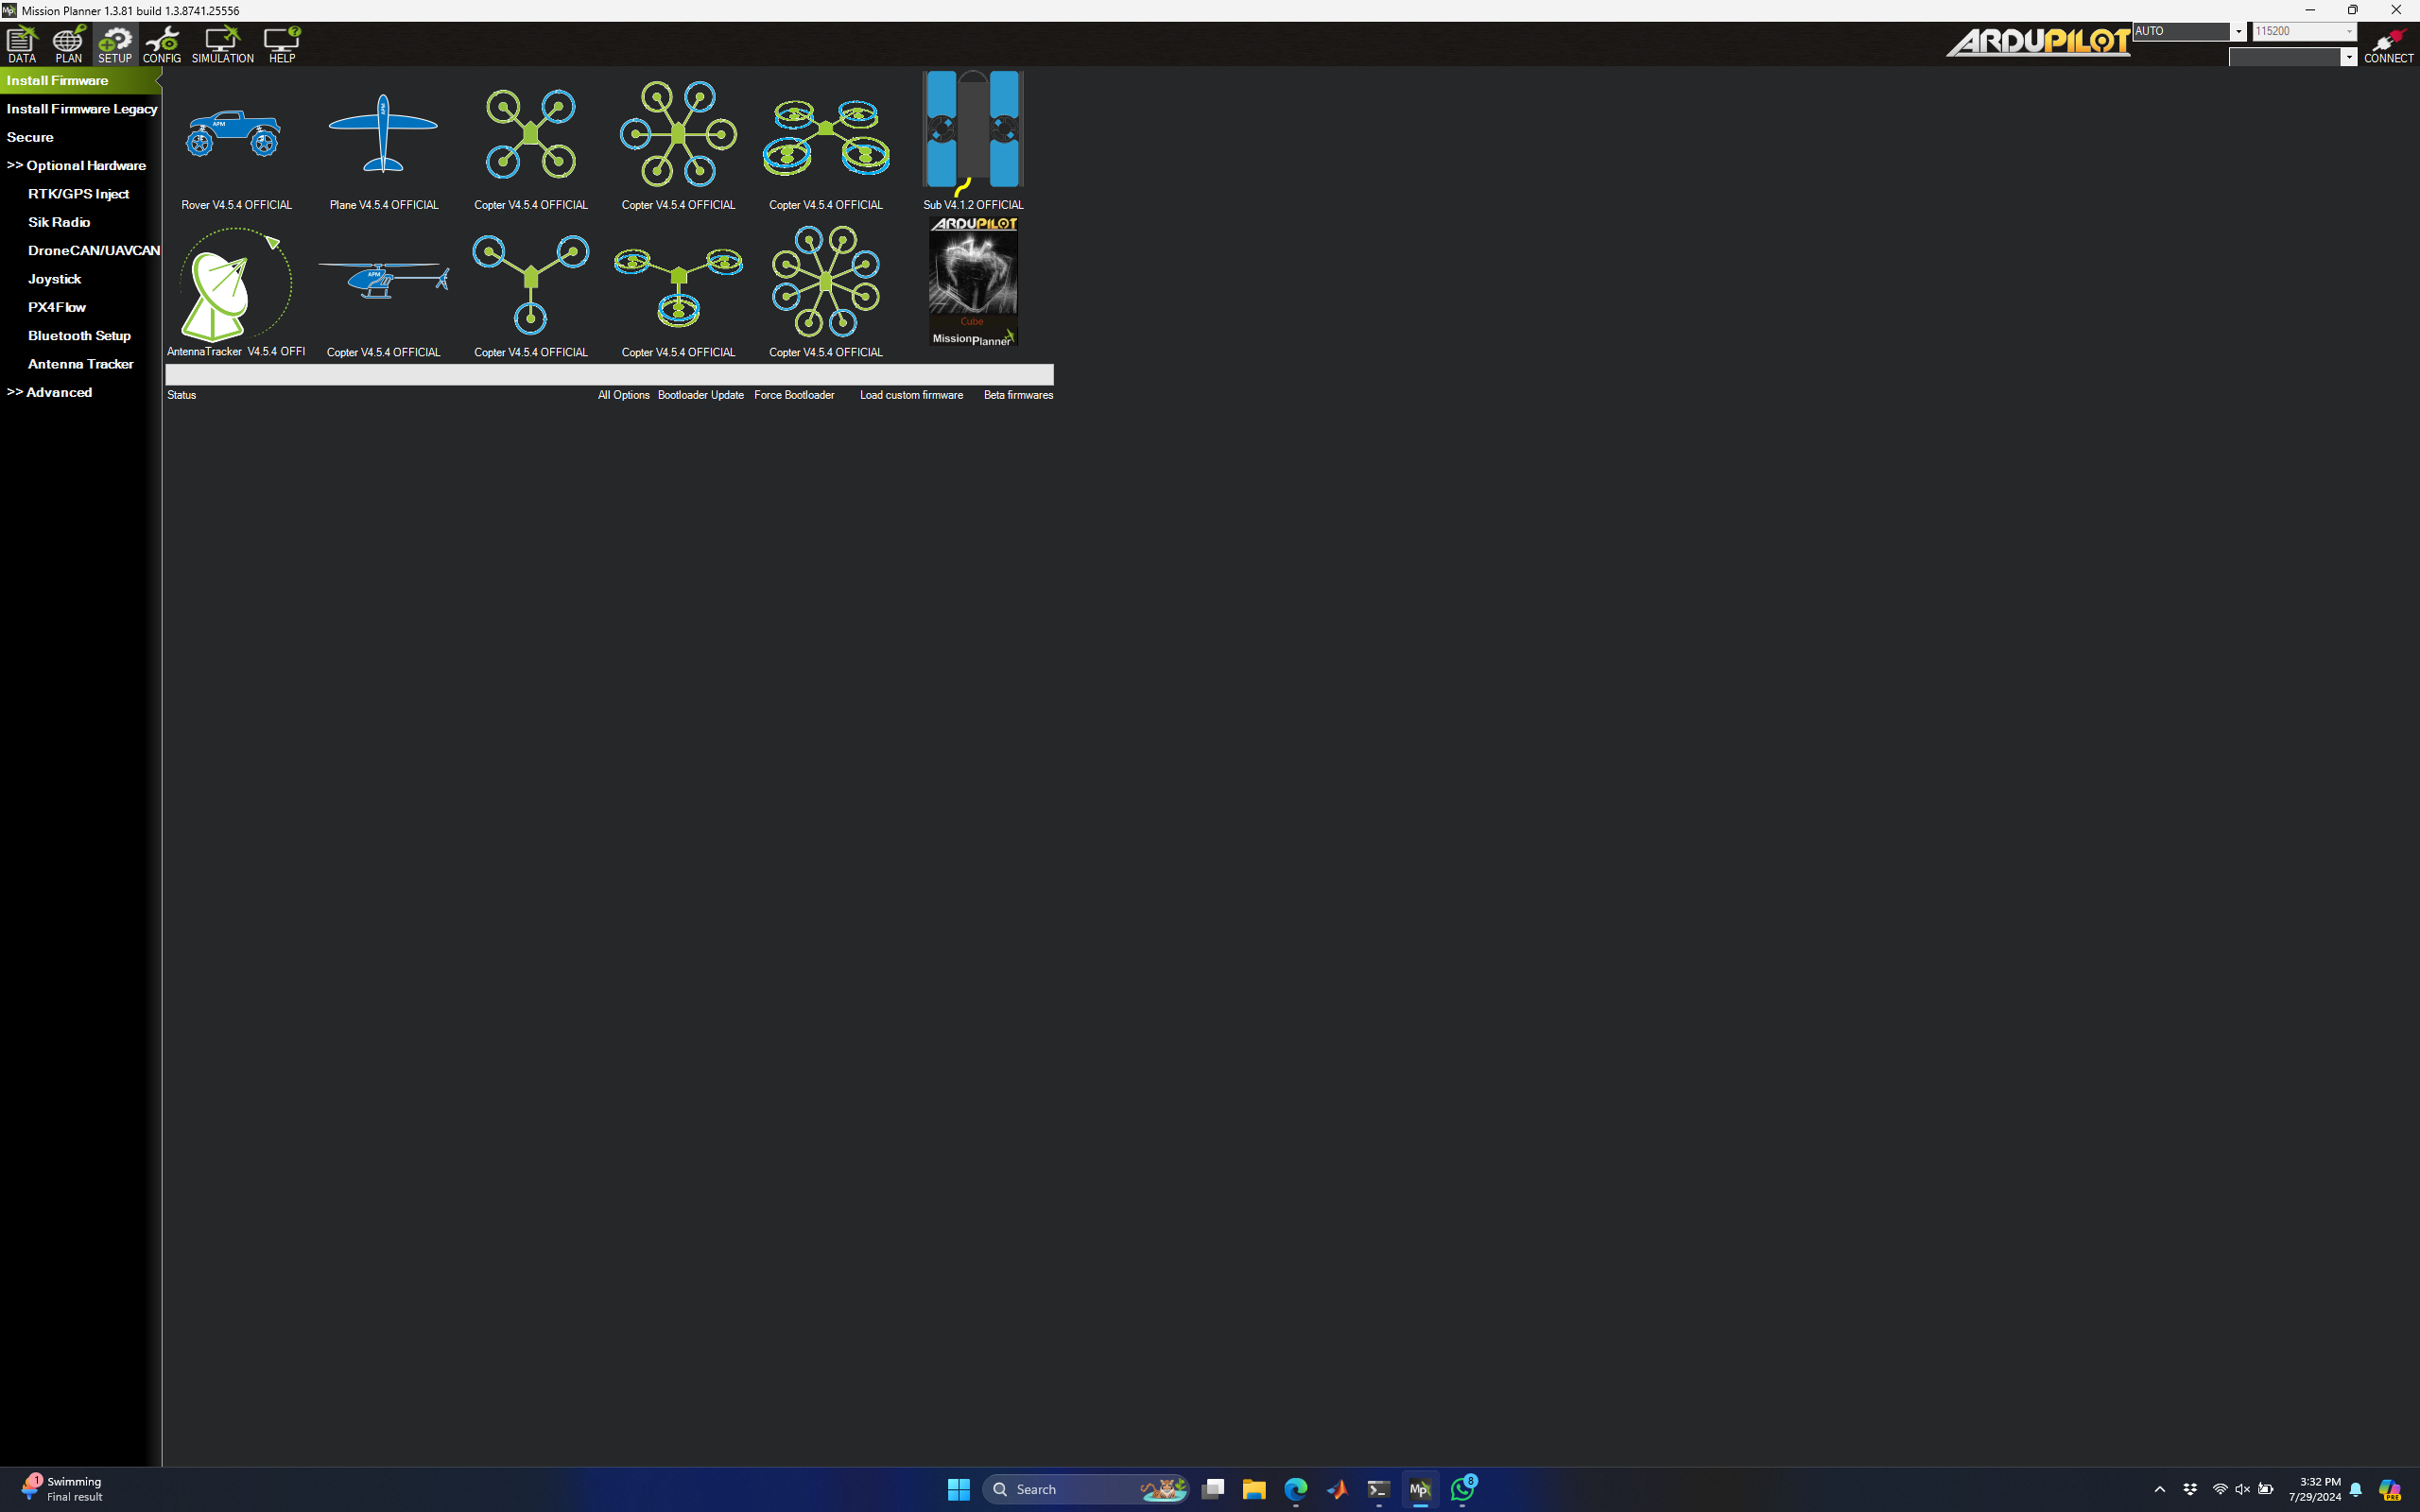 Mission Planner 1.3.81 build 1.3.8741.25556
DATA PLAN SETUP CONFIG SIMULATION HELP
ARDUPILOT
AUTO
115200
CONNECT
Install Firmware
Install Firmware Legacy
Secure
>> Optional Hardware
RTK/GPS Inject
Sik Radio
DroneCAN/UAVCAN
Joystick
PX4Flow
Bluetooth Setup
Antenna Tracker
>> Advanced
APM
Rover V4.5.4 OFFICIAL
Plane V4.5.4 OFFICIAL
Copter V4.5.4 OFFICIAL
Copter V4.5.4 OFFICIAL
Copter V4.5.4 OFFICIAL
Sub V4.1.2 OFFICIAL
APM
ARDUPILOT
Cube
MissionPlanner
AntennaTracker V4.5.4 OFFI
Copter V4.5.4 OFFICIAL
Copter V4.5.4 OFFICIAL
Copter V4.5.4 OFFICIAL
Copter V4.5.4 OFFICIAL
Status
All Options
Bootloader Update
Force Bootloader
Load custom firmware
Beta firmwares
1
Swimming
Final result
Search
MP
8
3:32 PM
7/29/2024
PRE